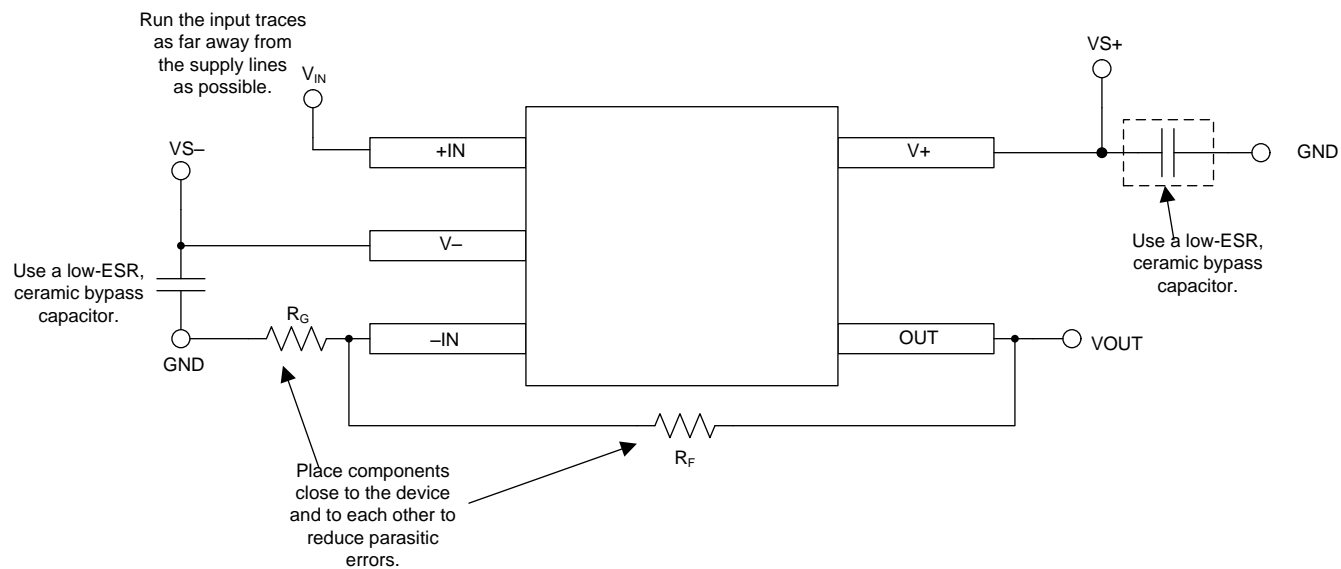 Run the input traces
as far away from
the supply lines
as possible.
VIN
VS+
VS–
+IN
V+
GND
V–
Use a low-ESR,
ceramic bypass
capacitor.
Use a low-ESR,
ceramic bypass
capacitor.
RG
–IN
OUT
VOUT
GND
RF
Place components
close to the device
and to each other to
reduce parasitic
errors.